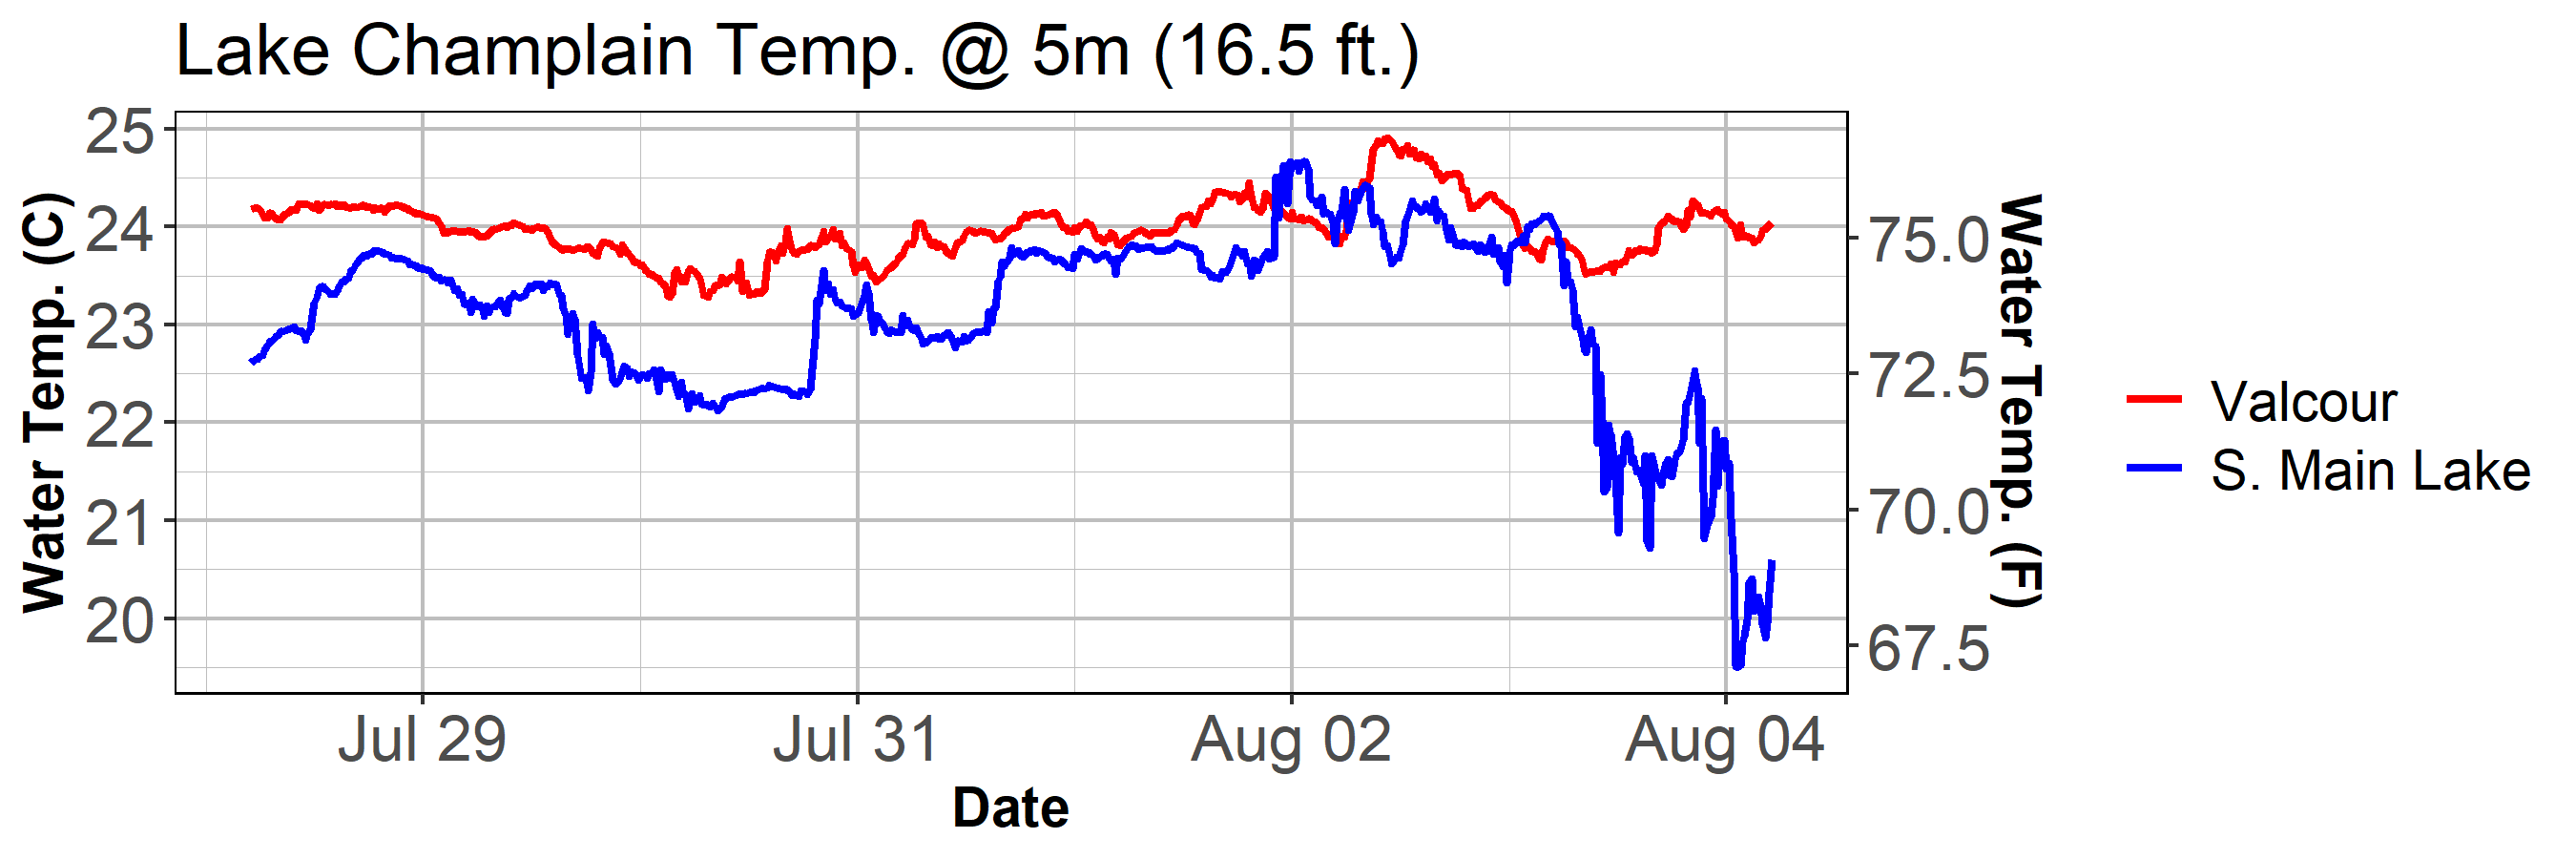 Lake Champlain Temp. @ 5m (16.5 ft.)
Water Temp. (C)
25
24
23
22
21
20
75.0
72.5
70.0
67.5
Water Temp. (F)
Jul 29
Jul 31
Aug 02
Aug 04
Date
Valcour
S. Main Lake